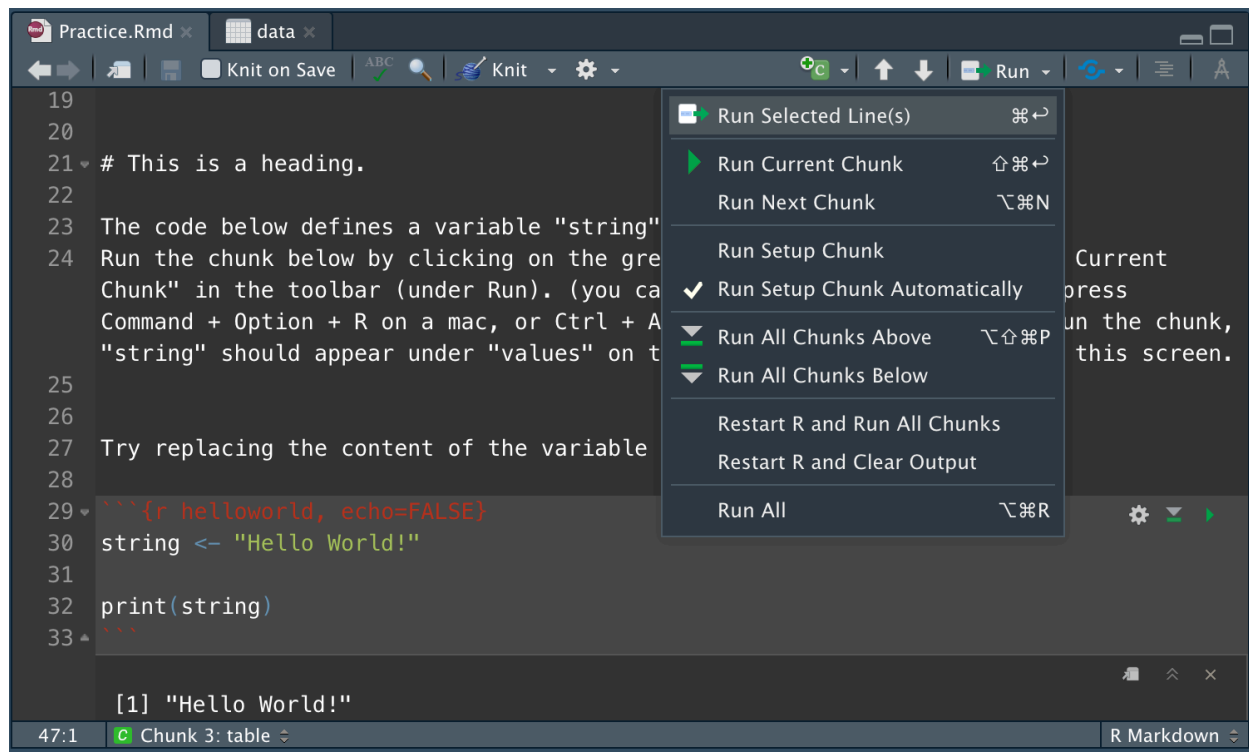 Practice.Rmd data
Knit on Save ABC Knit Run
19
20
21 # This is a heading.
22
23 The code below defines a variable "string"
24 Run the chunk below by clicking on the gre Current
Chunk" in the toolbar (under Run). (you ca press
Command + Option + R on a mac, or Ctrl + A un the chunk,
"string" should appear under "values" on t this screen.
25
26
27 Try replacing the content of the variable
28
29 ```{r helloworld, echo=FALSE}
30 string <- "Hello World!"
31
32 print(string)
33 ```
[1] "Hello World!"
Run Selected Line(s) ⌘↩
Run Current Chunk ⇧⌘↩
Run Next Chunk ⌥⌘N
Run Setup Chunk
Run Setup Chunk Automatically
Run All Chunks Above ⌥⇧⌘P
Run All Chunks Below
Restart R and Run All Chunks
Restart R and Clear Output
Run All ⌥⌘R
47:1 C Chunk 3: table R Markdown